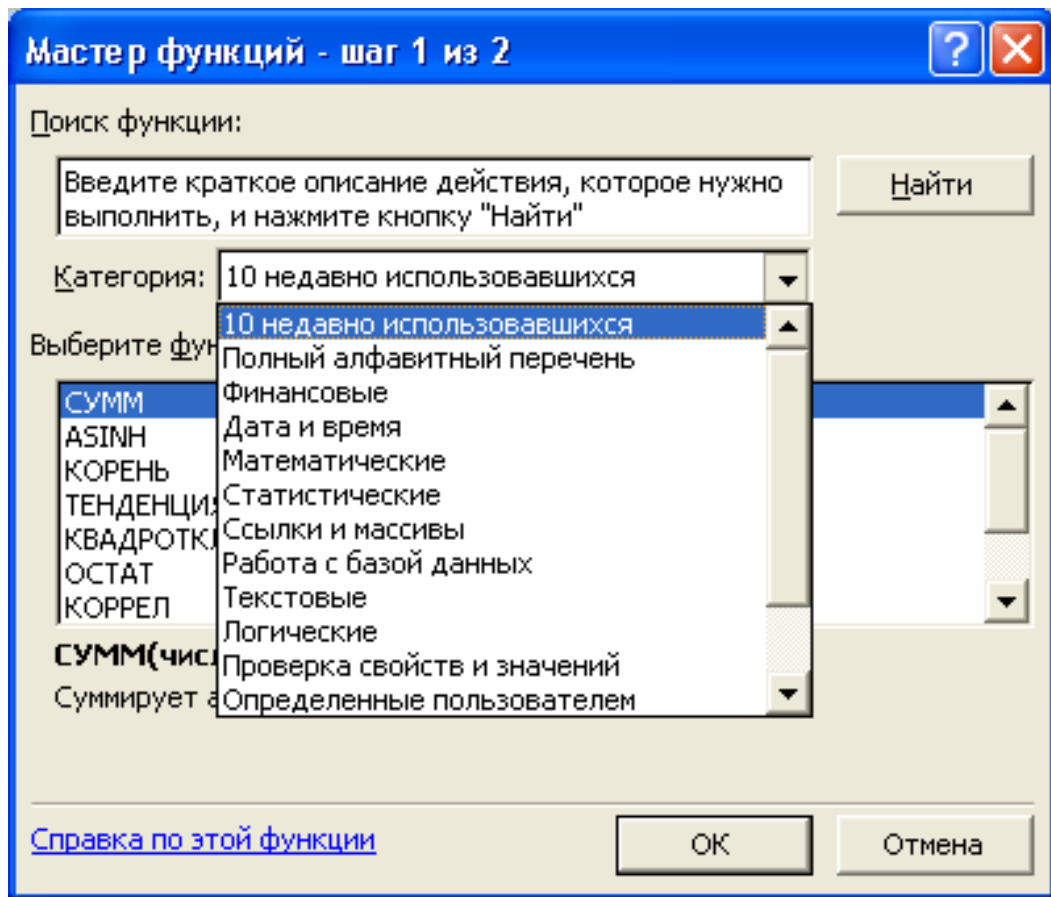 Мастер функций - шаг 1 из 2
Поиск функции:
Введите краткое описание действия, которое нужно
выполнить, и нажмите кнопку "Найти"
Найти
Категория: 10 недавно использовавшихся
10 недавно использовавшихся
Полный алфавитный перечень
Финансовые
Дата и время
Математические
Статистические
Ссылки и массивы
Работа с базой данных
Текстовые
Логические
Проверка свойств и значений
Определенные пользователем
Выберите
СУММ
ASINH
КОРЕНЬ
ТЕНДЕНЦИЯ
ОСТАТ
КОРРЕЛ
Суммирует
Справка по этой функции
ОК
Отмена